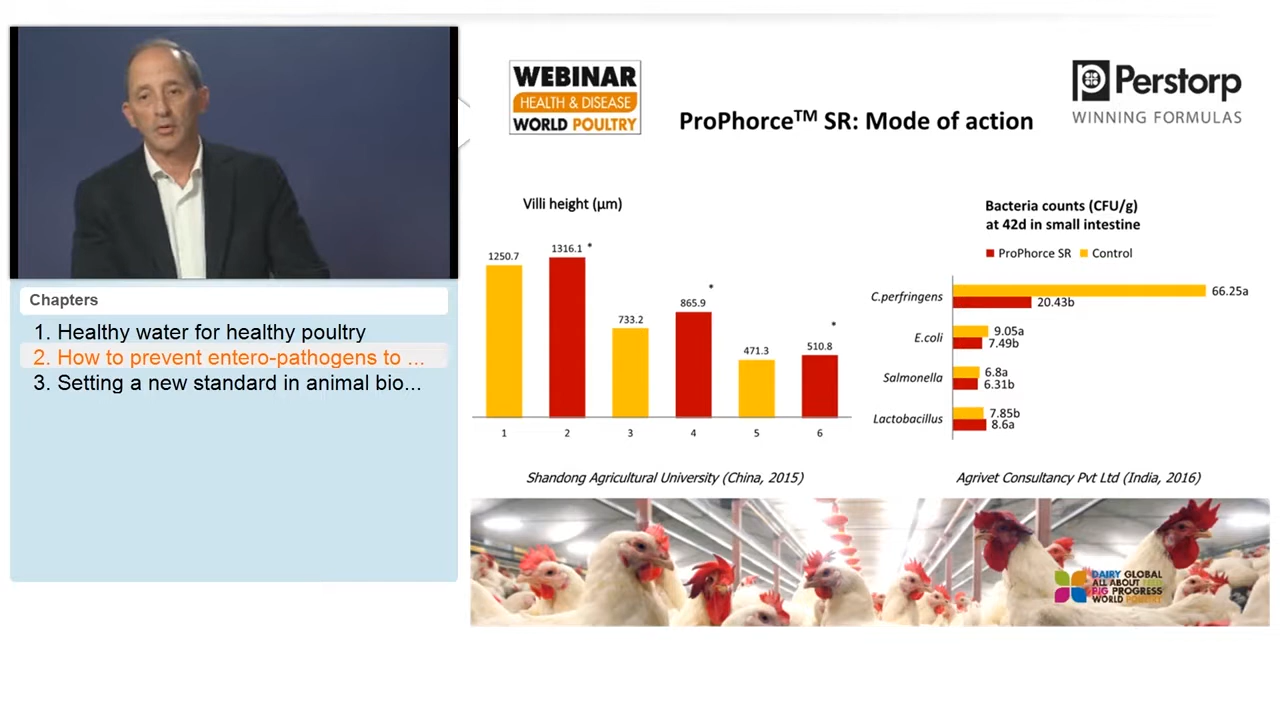 WEBINAR
HEALTH & DISEASE
WORLD POULTRY
ProPhorce™ SR: Mode of action
Perstorp
WINNING FORMULAS
Chapters
1. Healthy water for healthy poultry
2. How to prevent entero-pathogens to ...
3. Setting a new standard in animal bio...
Villi height (µm)
1250.7
1316.1 *
733.2
865.9
*
471.3
510.8
*
1 2 3 4 5 6
Shandong Agricultural University (China, 2015)
Bacteria counts (CFU/g)
at 42d in small intestine
ProPhorce SR Control
C.perfringens
66.25a
20.43b
E.coli
9.05a
7.49b
Salmonella
6.8a
6.31b
Lactobacillus
7.85b
8.6a
Agrivet Consultancy Pvt Ltd (India, 2016)
DAIRY GLOBAL
ALL ABOUT FEED
PIG PROGRESS
WORLD POULTRY